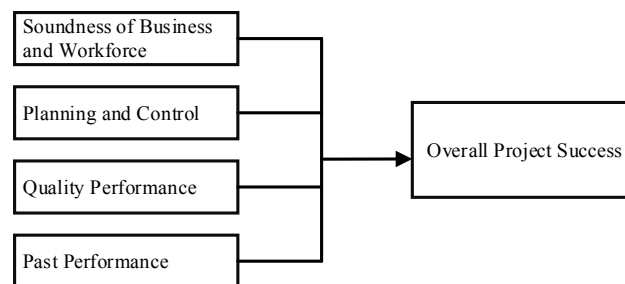 Soundness of Business
and Workforce
Planning and Control
Overall Project Success
Quality Performance
Past Performance